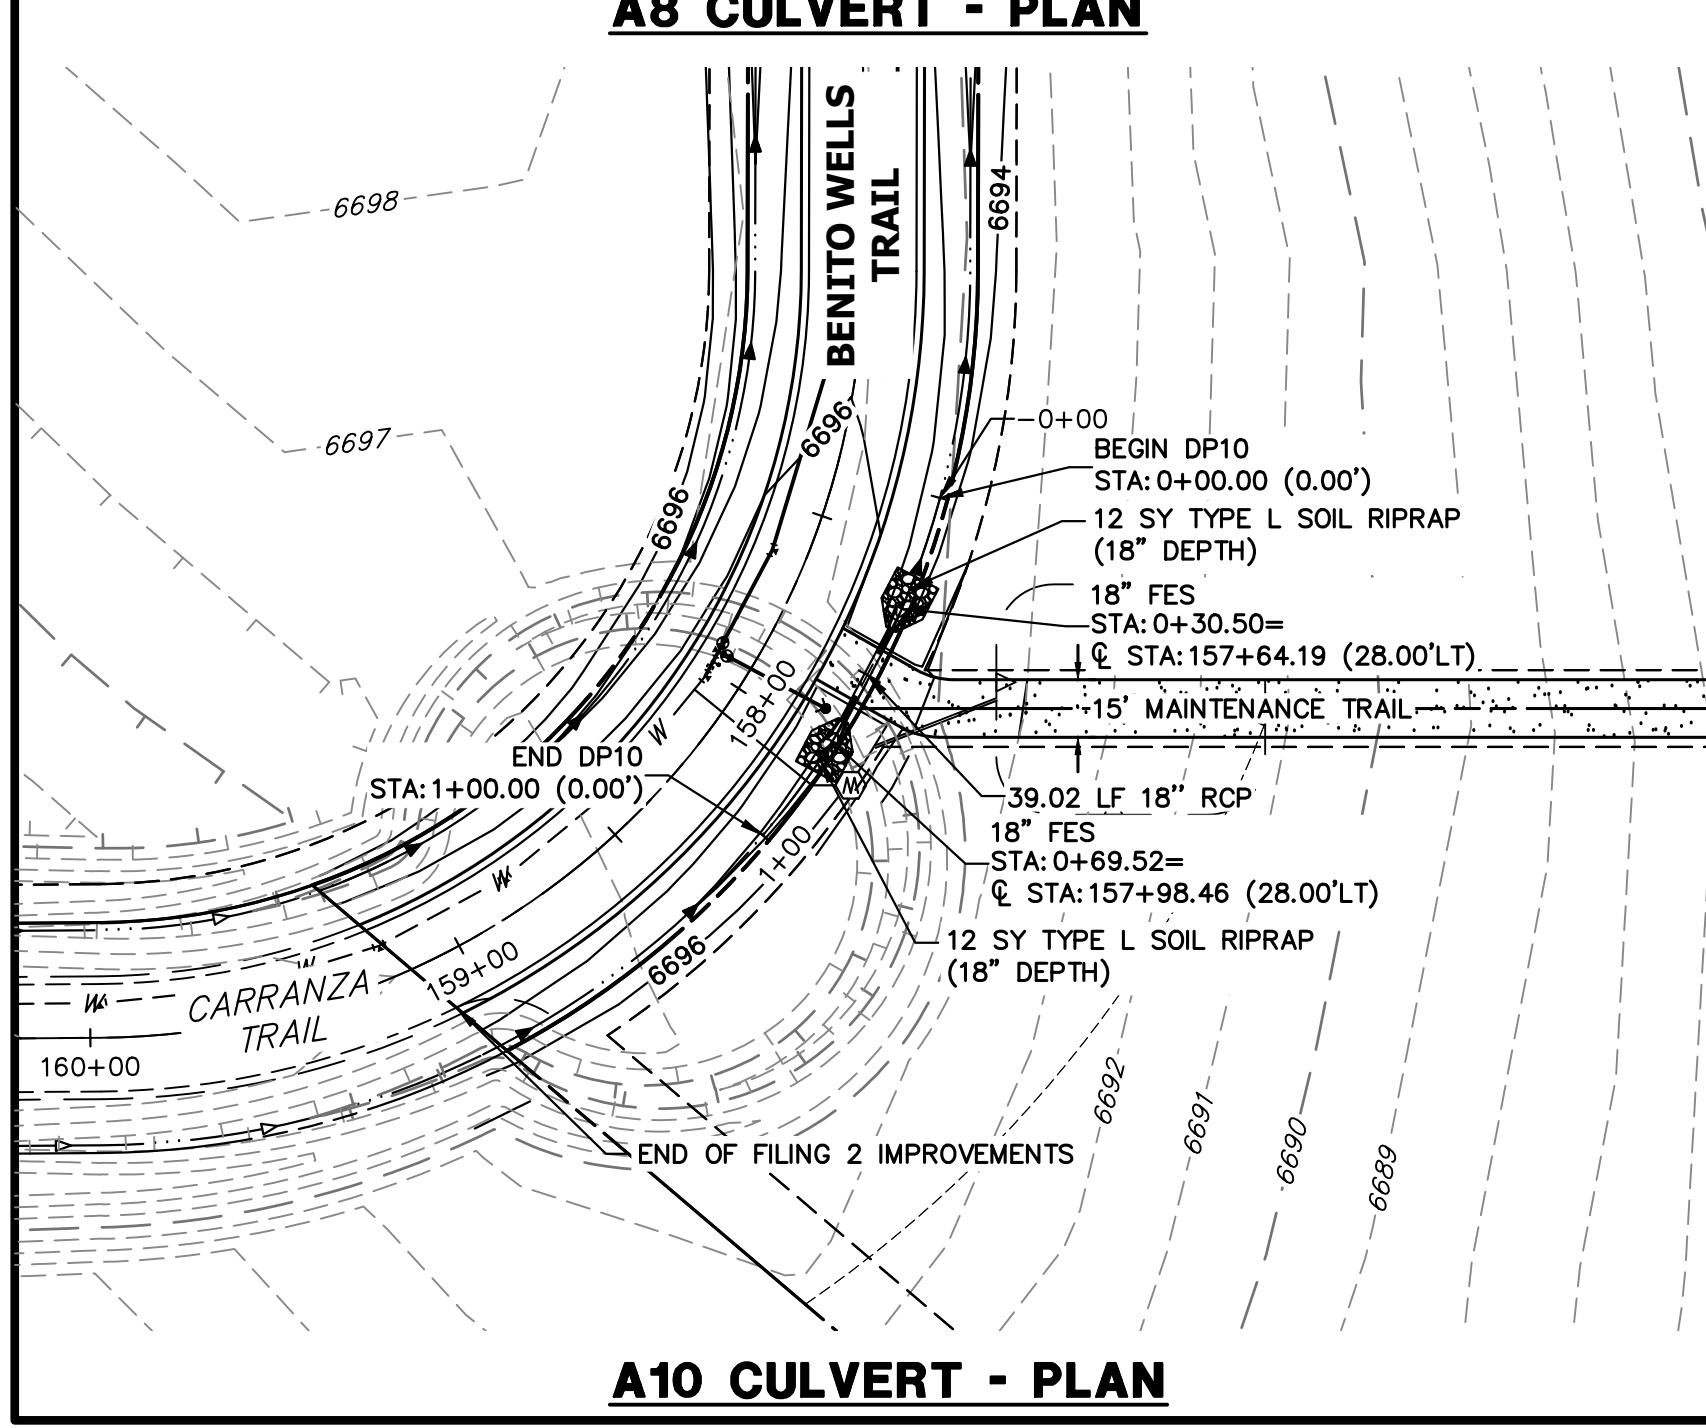 A8 CULVERT - PLAN
BENITO WELLS
TRAIL
6698
6694
6697
6696
6696
-0+00
BEGIN DP10
STA: 0+00.00 (0.00')
12 SY TYPE L SOIL RIPRAP
(18" DEPTH)
18" FES
STA: 0+30.50=
℄ STA: 157+64.19 (28.00'LT)
15' MAINTENANCE TRAIL
158+00
W
END DP10
STA: 1+00.00 (0.00')
39.02 LF 18" RCP
1+00
18" FES
STA: 0+69.52=
℄ STA: 157+98.46 (28.00'LT)
W
12 SY TYPE L SOIL RIPRAP
(18" DEPTH)
6696
159+00
W
W
CARRANZA
TRAIL
160+00
6692
6691
6690
6689
END OF FILING 2 IMPROVEMENTS
A10 CULVERT - PLAN